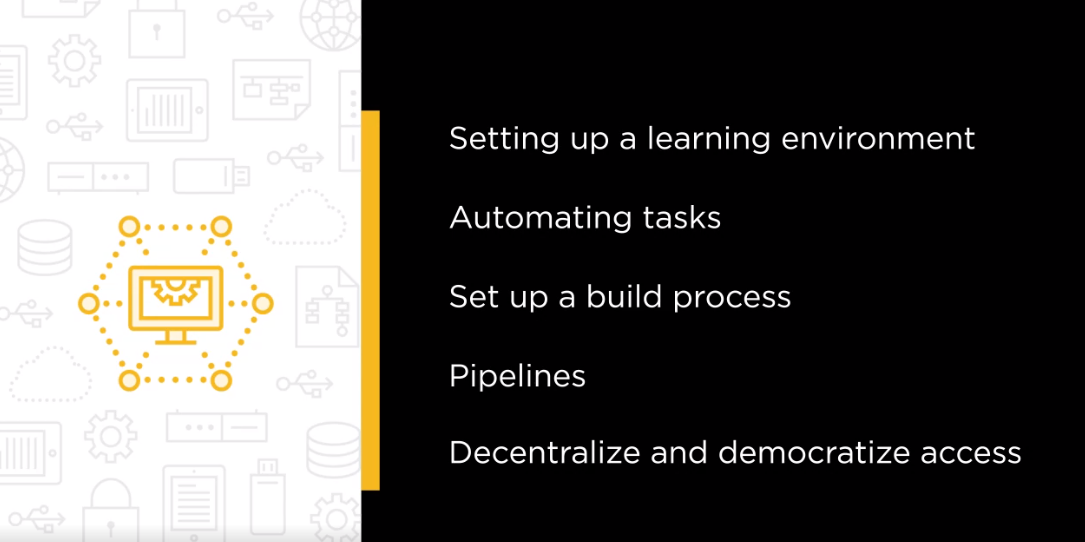 Setting up a learning environment
Automating tasks
Set up a build process
Pipelines
Decentralize and democratize access